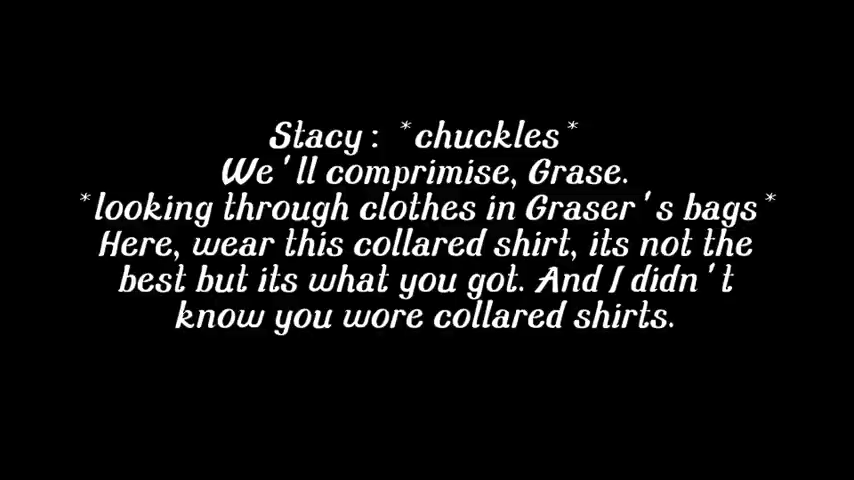 Stacy: *chuckles*
We'll comprimise, Grase.
*looking through clothes in Graser's bags*
Here, wear this collared shirt, its not the
best but its what you got. And I didn't
know you wore collared shirts.